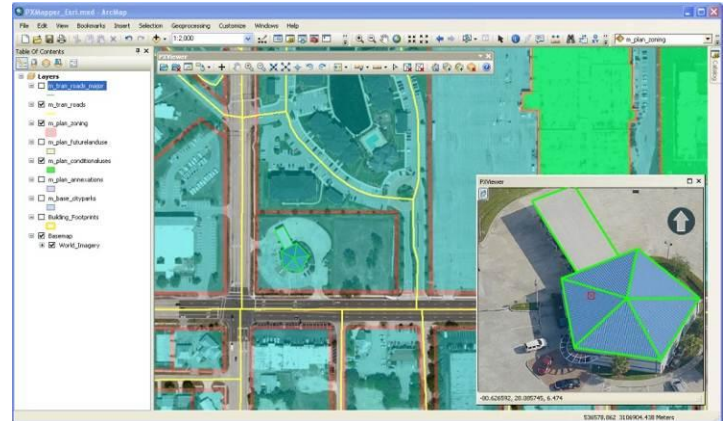 PXMapper_Esri.mxd - ArcMap
File Edit View Bookmarks Insert Selection Geoprocessing Customize Windows Help
1:2,000
m_plan_zoning
Table Of Contents
PXViewer
Catalog
Layers
m_tran_roads_major
m_tran_roads
m_plan_zoning
m_plan_futurelanduse
m_plan_conditionaluses
m_plan_annexations
m_base_cityparks
Building_Footprints
Basemap
World_Imagery
PXViewer
-80.626592, 28.085745, 6.474
536578.862 3106904.438 Meters